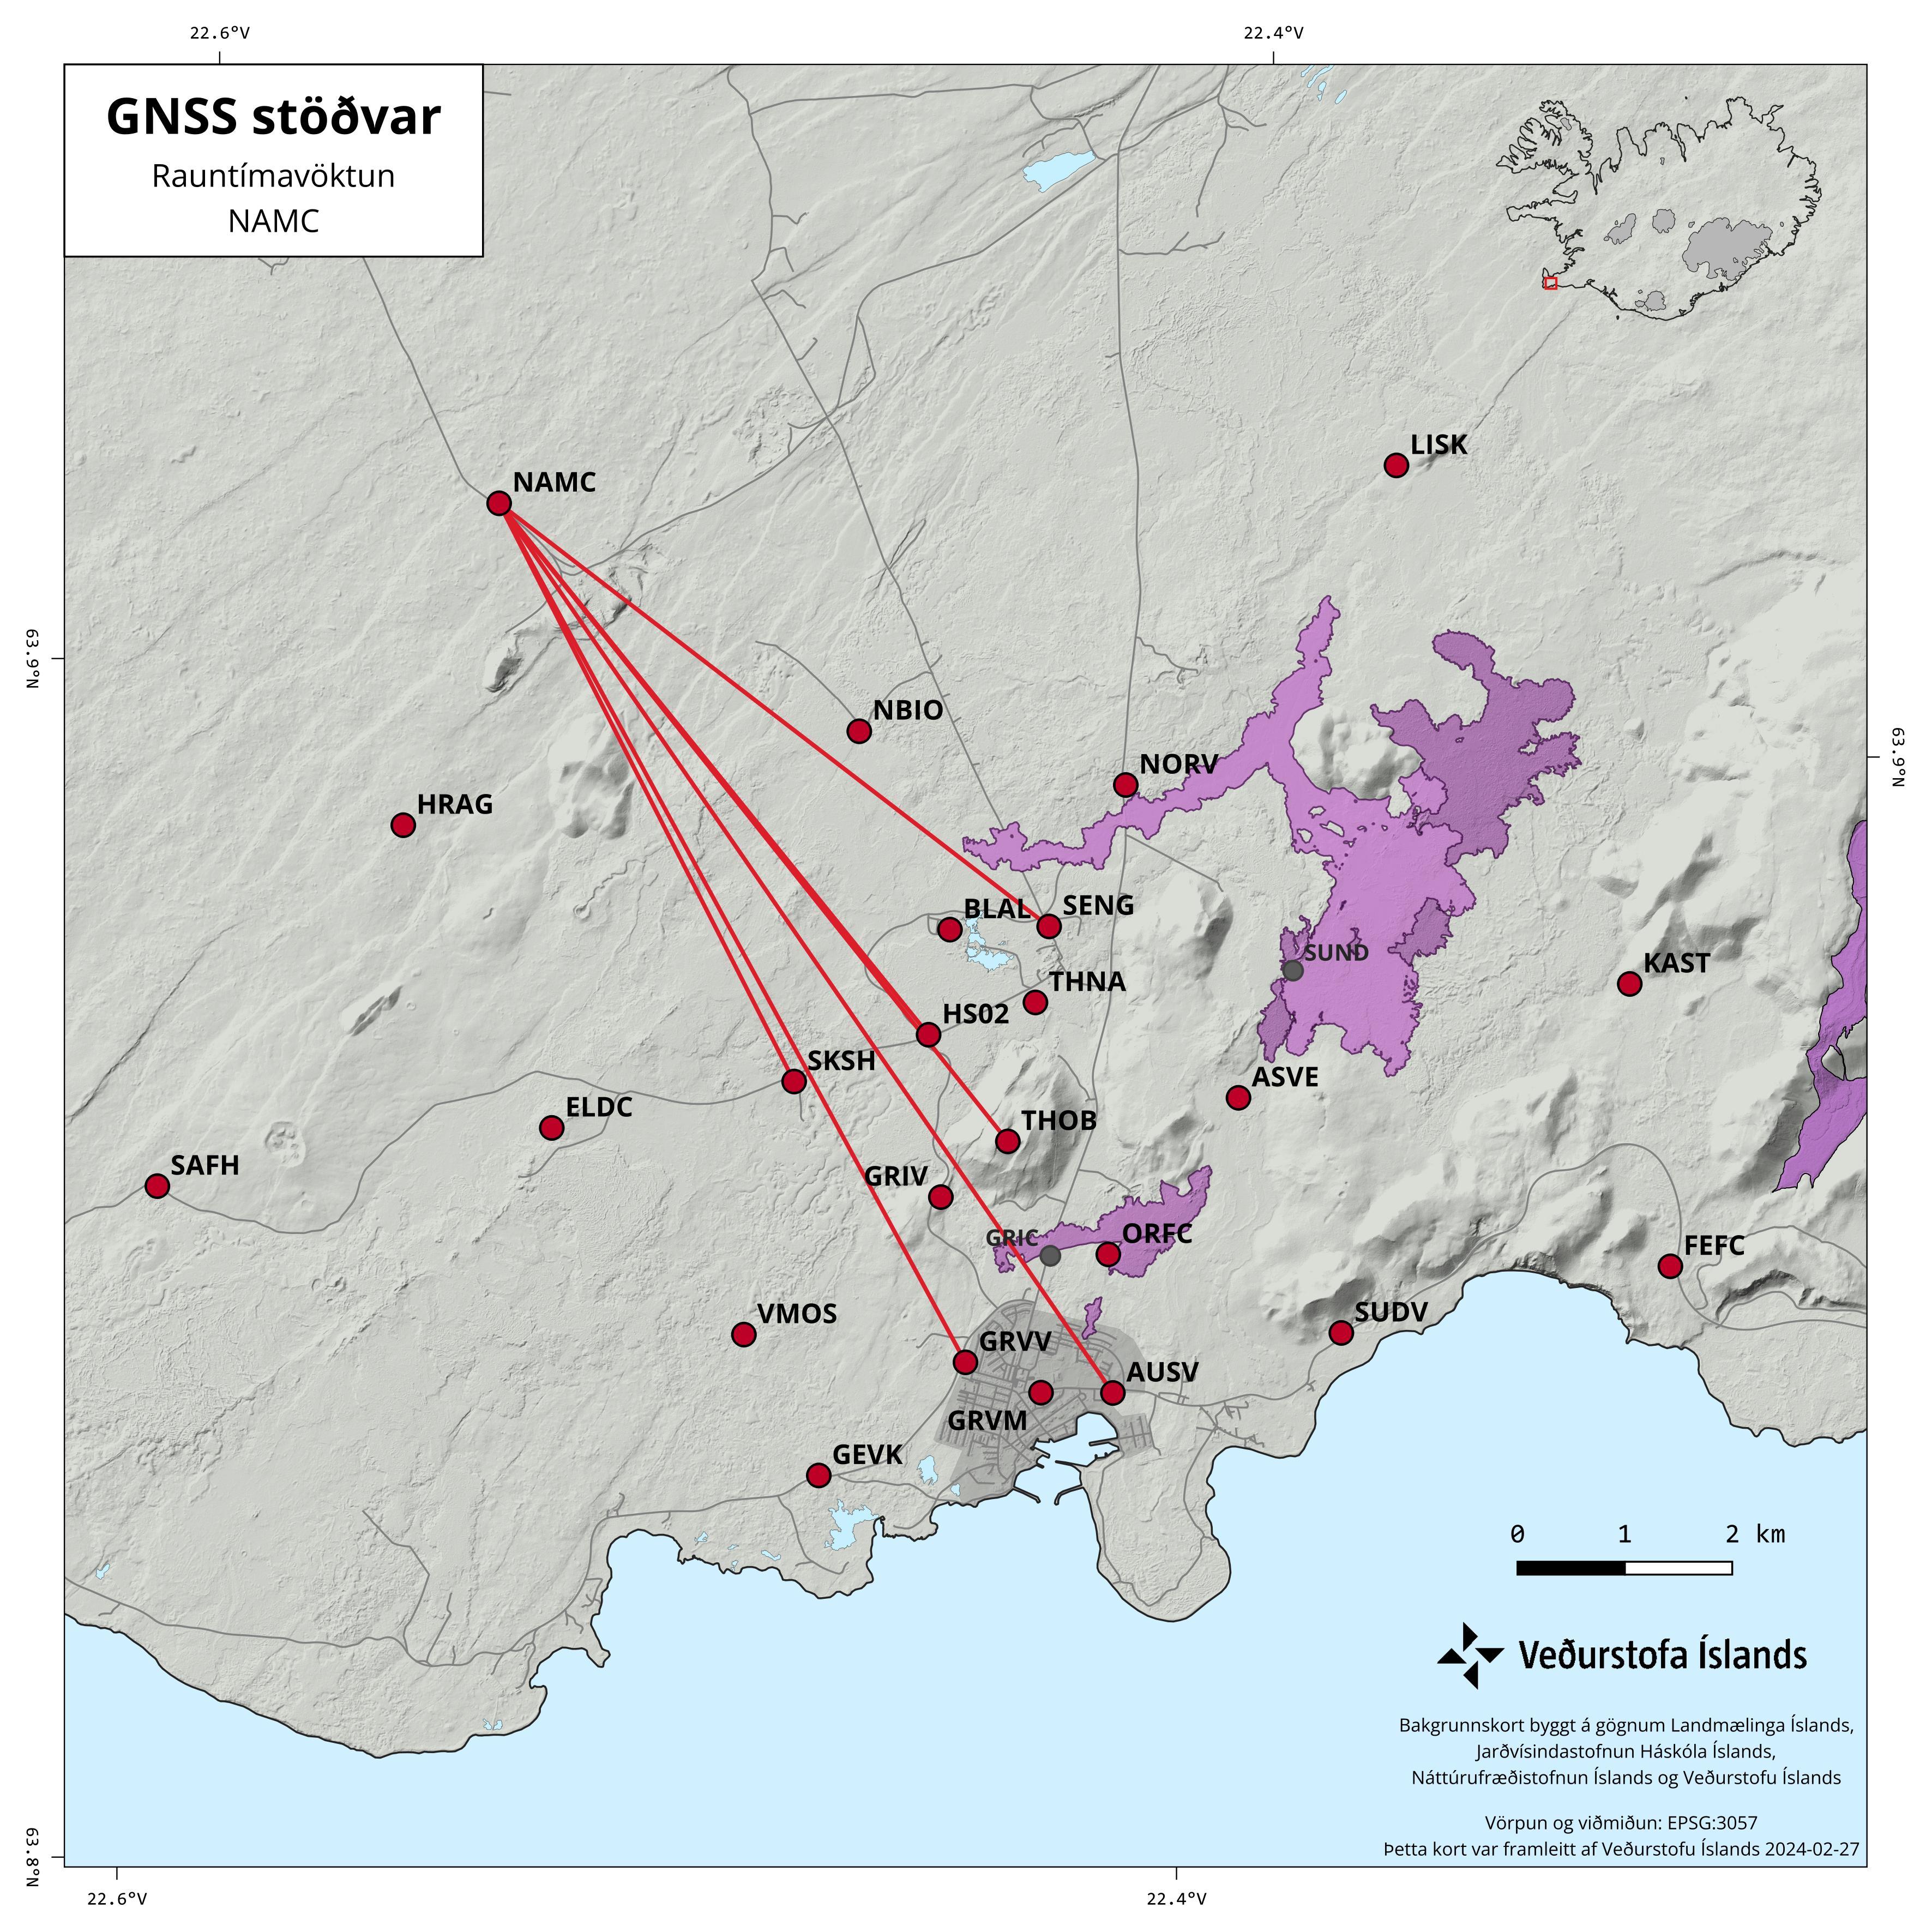 22.6°V
22.4°V
GNSS stöðvar
Rauntímavöktun
NAMC
LISK
NAMC
63.9°N
NBIO
NORV
63.9°N
HRAG
BLAL
SENG
SUND
KAST
THNA
HS02
SKSH
ASVE
ELDC
THOB
SAFH
GRIV
GRIC
ORFC
FEFC
VMOS
SUDV
GRVV
AUSV
GRVM
GEVK
0 1 2 km
Veðurstofa Íslands
Bakgrunnskort byggt á gögnum Landmælinga Íslands,
Jarðvísindastofnun Háskóla Íslands,
Náttúrufræðistofnun Íslands og Veðurstofu Íslands
Vörpun og viðmiðun: EPSG:3057
Þetta kort var framleitt af Veðurstofu Íslands 2024-02-27
63.8°N
22.6°V
22.4°V